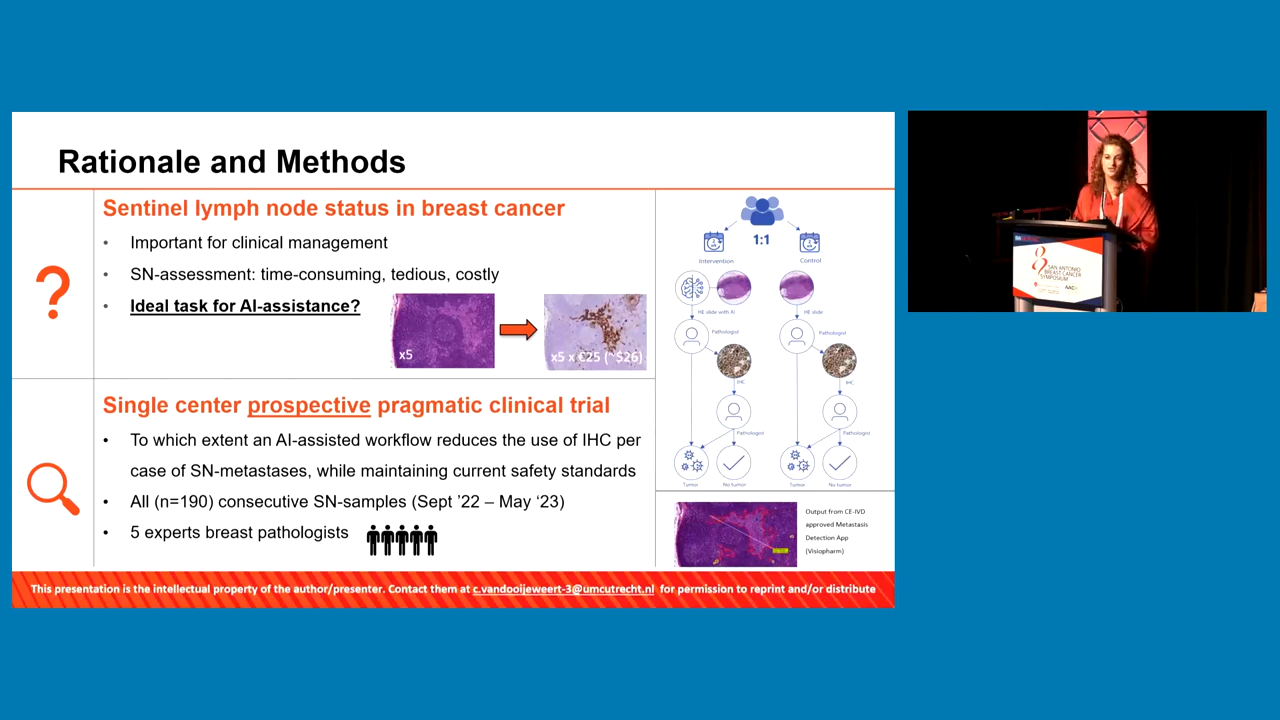 Rationale and Methods
Sentinel lymph node status in breast cancer
• Important for clinical management
• SN-assessment: time-consuming, tedious, costly
• Ideal task for AI-assistance?
x5
x5 x €25 (~$26)
Single center prospective pragmatic clinical trial
• To which extent an AI-assisted workflow reduces the use of IHC per
case of SN-metastases, while maintaining current safety standards
• All (n=190) consecutive SN-samples (Sept ’22 – May ‘23)
• 5 experts breast pathologists
1:1
Intervention
Control
HE slide with AI
HE slide
Pathologist
Pathologist
IHC
IHC
Pathologist
Pathologist
Tumor
No tumor
Tumor
No tumor
Output from CE-IVD
approved Metastasis
Detection App
(Visiopharm)
This presentation is the intellectual property of the author/presenter. Contact them at c.vandooijeweert-3@umcutrecht.nl for permission to reprint and/or distribute
SAN ANTONIO
BREAST CANCER
SYMPOSIUM